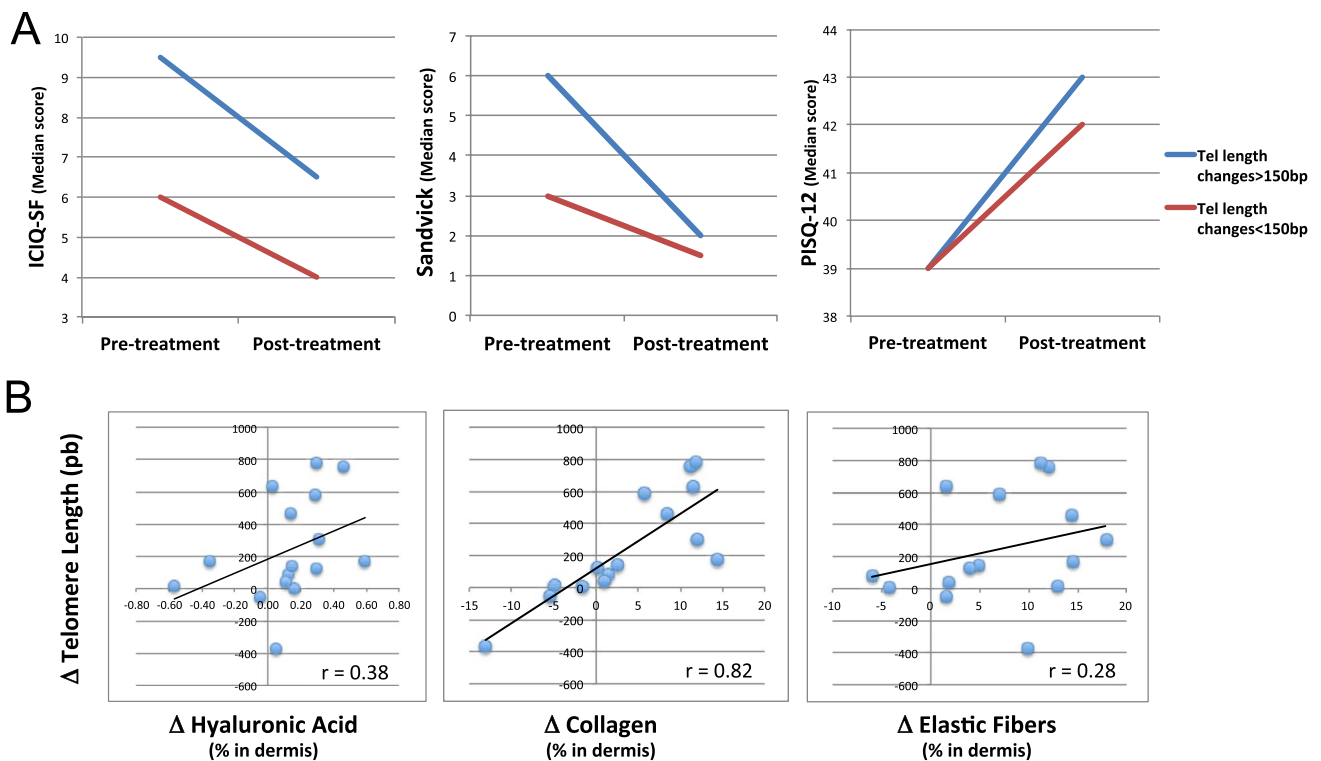 A
10
9
8
7
6
5
4
3
ICIQ-SF (Median score)
Pre-treatment Post-treatment
7
6
5
4
3
2
1
0
Sandvick (Median score)
Pre-treatment Post-treatment
44
43
42
41
40
39
38
PISQ-12 (Median score)
Pre-treatment Post-treatment
Tel length
changes>150bp
Tel length
changes<150bp
B
Δ Telomere Length (pb)
1000
800
600
400
200
0
-200
-400
-600
-0.80 -0.60 -0.40 -0.20 0.00 0.20 0.40 0.60 0.80
r = 0.38
Δ Hyaluronic Acid
(% in dermis)
1000
800
600
400
200
0
-200
-400
-600
-15 -10 -5 0 5 10 15 20
r = 0.82
Δ Collagen
(% in dermis)
1000
800
600
400
200
0
-200
-400
-600
-10 -5 0 5 10 15 20
r = 0.28
Δ Elastic Fibers
(% in dermis)